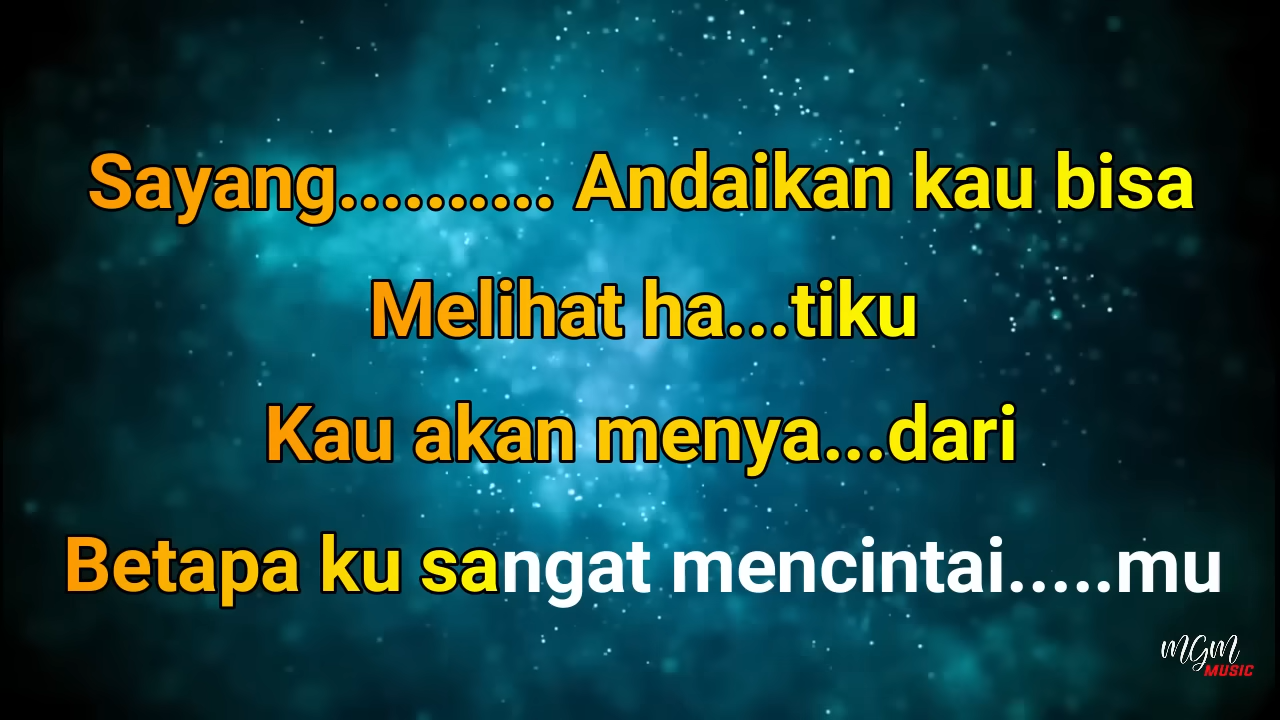 Sayang.......... Andaikan kau bisa
Melihat ha...tiku
Kau akan menya...dari
Betapa ku sangat mencintai.....mu
MGM
MUSIC